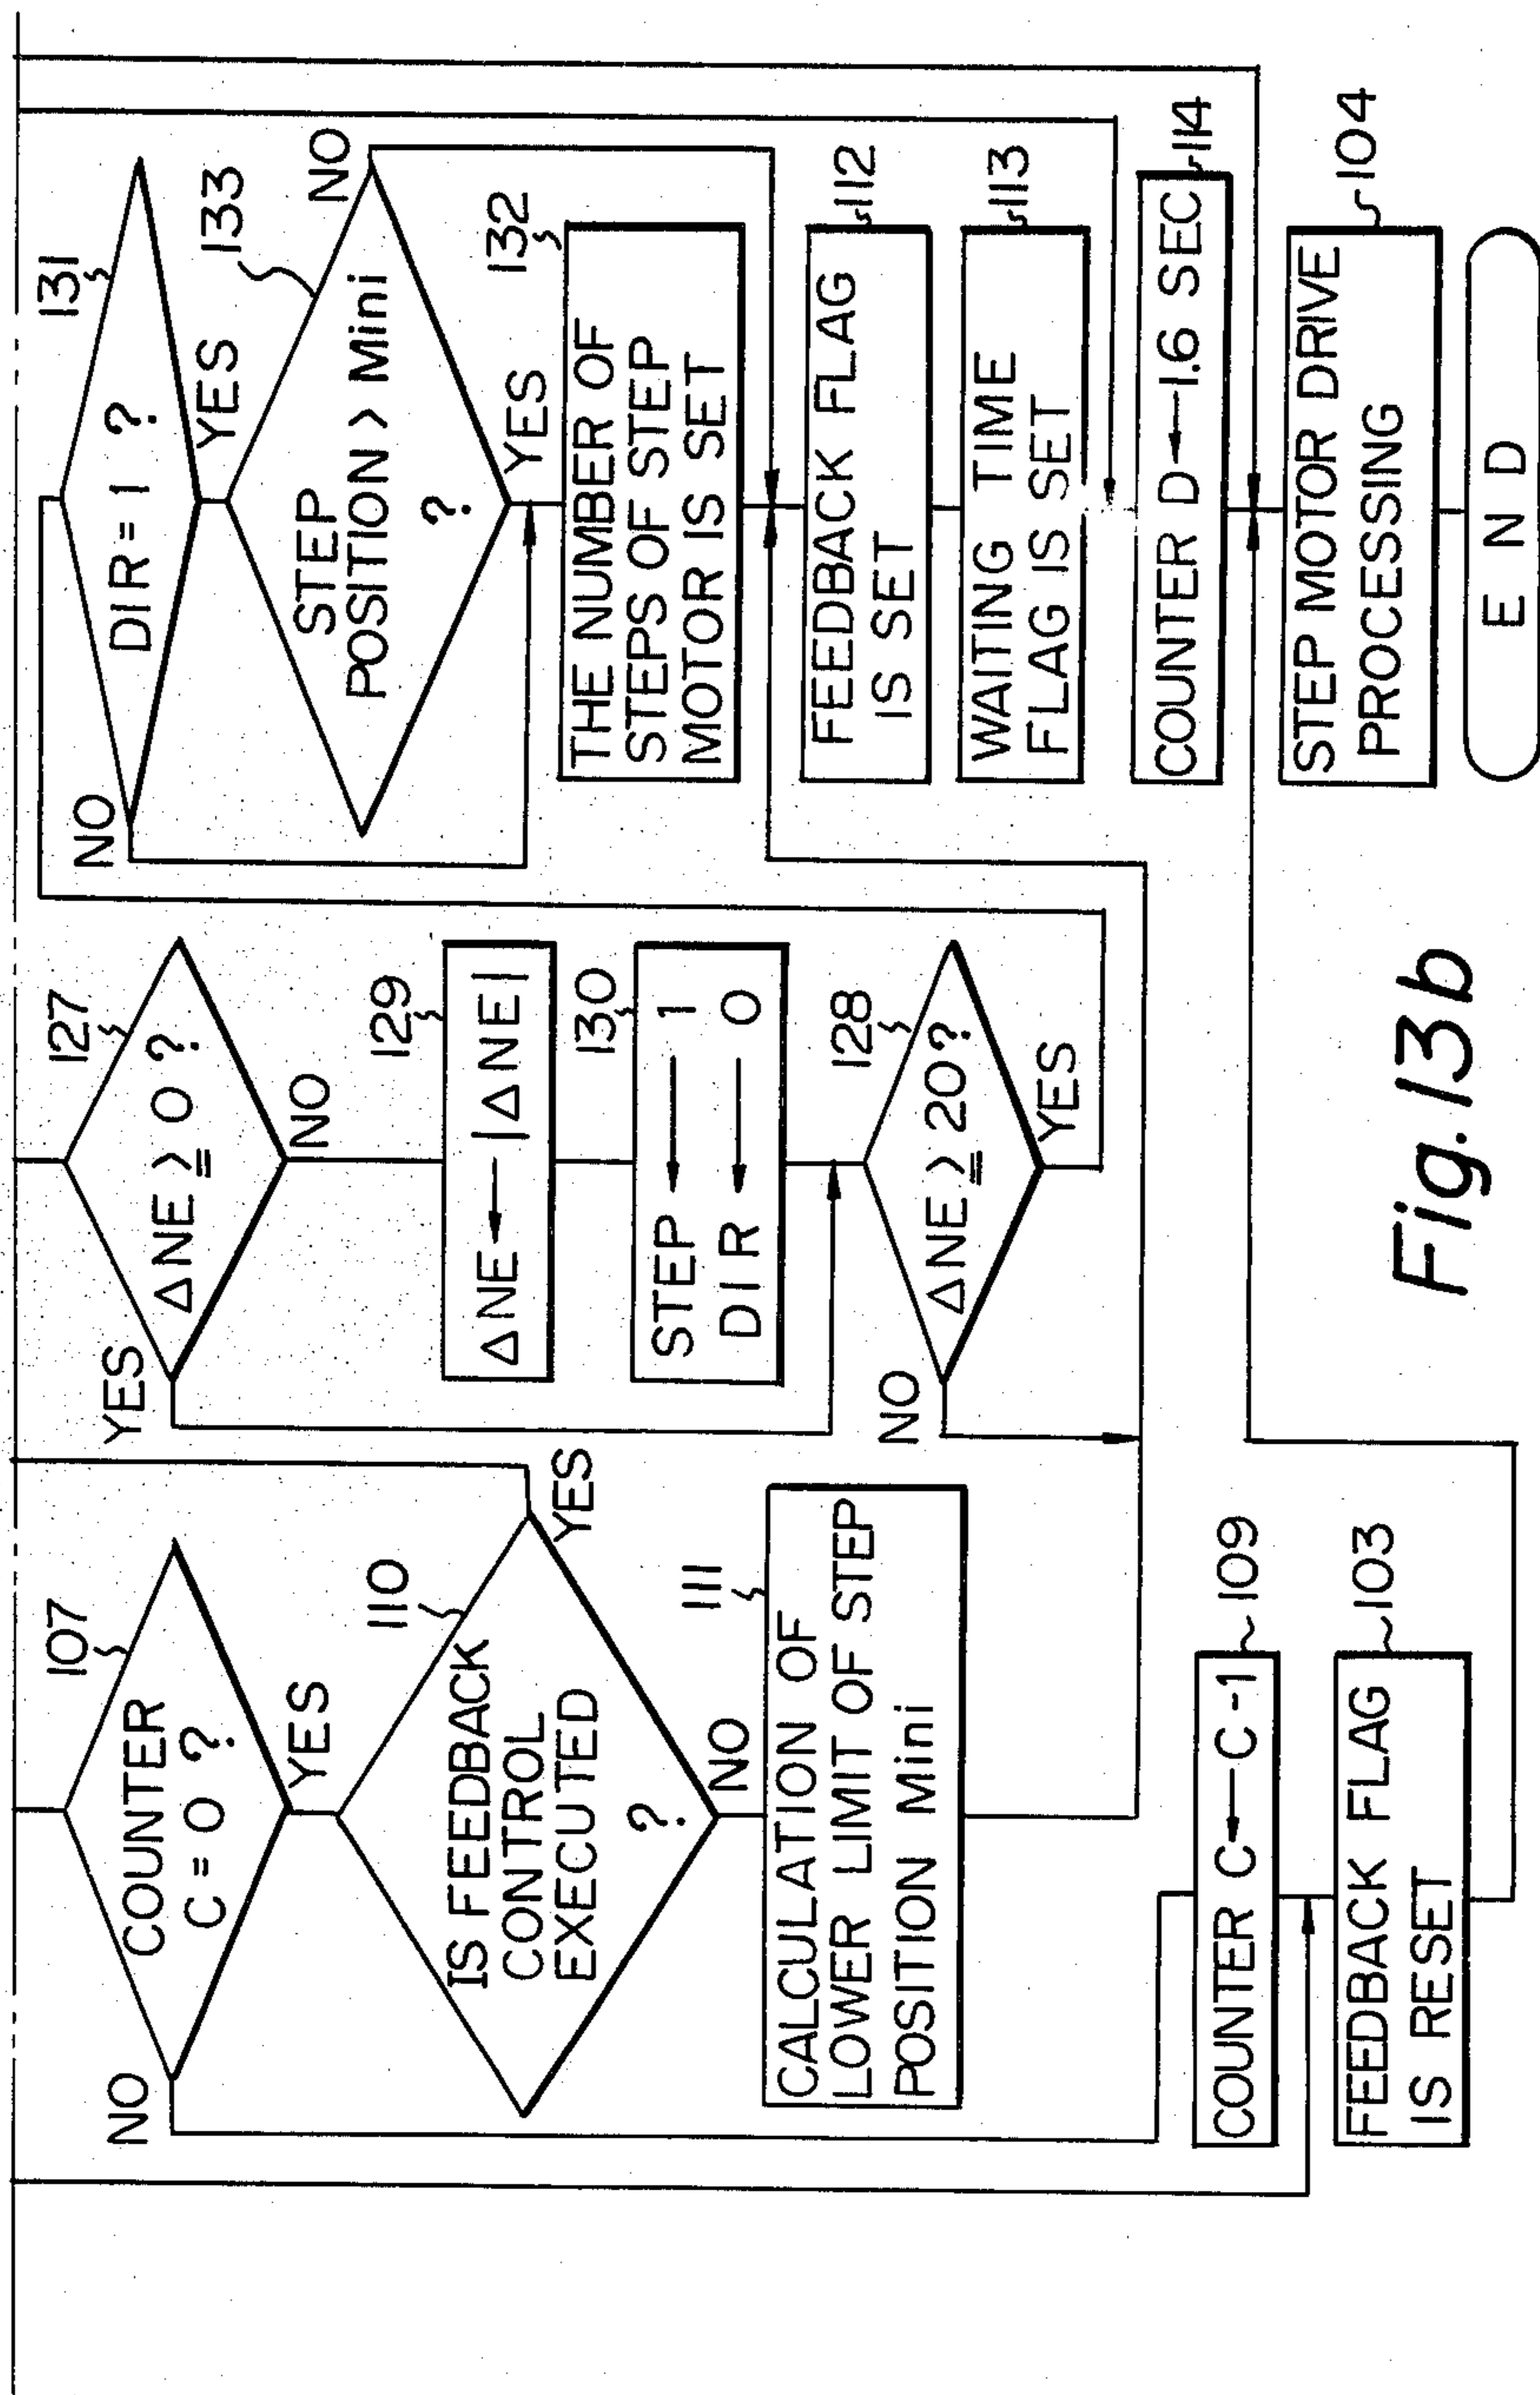 107
COUNTER
C = 0 ?
NO
YES
110
IS FEEDBACK
CONTROL
EXECUTED
?
YES
NO
111
CALCULATION OF
LOWER LIMIT OF STEP
POSITION Mini
COUNTER C ← C -1
109
FEEDBACK FLAG
IS RESET
103
127
ΔNE ≧ 0 ?
YES
NO
129
ΔNE ← |ΔNE|
130
STEP ← 1
DIR ← 0
128
ΔNE ≧ 20?
NO
YES
131
DIR = 1 ?
NO
YES
133
STEP
POSITION > Mini
?
NO
YES
132
THE NUMBER OF
STEPS OF STEP
MOTOR IS SET
FEEDBACK FLAG
IS SET
112
WAITING TIME
FLAG IS SET
113
COUNTER D ← 1.6 SEC
114
STEP MOTOR DRIVE
PROCESSING
104
E N D
Fig. 13b